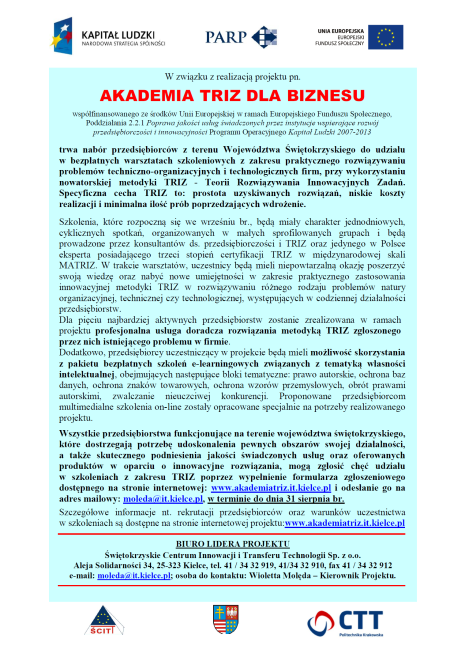 KAPITAŁ LUDZKI
NARODOWA STRATEGIA SPÓJNOŚCI
PARP
UNIA EUROPEJSKA
EUROPEJSKI
FUNDUSZ SPOŁECZNY
W związku z realizacją projektu pn.
AKADEMIA TRIZ DLA BIZNESU
współfinansowanego ze środków Unii Europejskiej w ramach Europejskiego Funduszu Społecznego,
Poddziałania 2.2.1 Poprawa jakości usług świadczonych przez instytucje wspierające rozwój
przedsiębiorczości i innowacyjności Programu Operacyjnego Kapitał Ludzki 2007-2013
trwa nabór przedsiębiorców z terenu Województwa Świętokrzyskiego do udziału
w bezpłatnych warsztatach szkoleniowych z zakresu praktycznego rozwiązywaniu
problemów techniczno-organizacyjnych i technologicznych firm, przy wykorzystaniu
nowatorskiej metodyki TRIZ - Teorii Rozwiązywania Innowacyjnych Zadań.
Specyficzna cecha TRIZ to: prostota uzyskiwanych rozwiązań, niskie koszty
realizacji i minimalna ilość prób poprzedzających wdrożenie.
Szkolenia, które rozpoczną się we wrześniu br., będą miały charakter jednodniowych,
cyklicznych spotkań, organizowanych w małych sprofilowanych grupach i będą
prowadzone przez konsultantów ds. przedsiębiorczości i TRIZ oraz jedynego w Polsce
eksperta posiadającego trzeci stopień certyfikacji TRIZ w międzynarodowej skali
MATRIZ. W trakcie warsztatów, uczestnicy będą mieli niepowtarzalną okazję poszerzyć
swoją wiedzę oraz nabyć nowe umiejętności w zakresie praktycznego zastosowania
innowacyjnej metodyki TRIZ w rozwiązywaniu różnego rodzaju problemów natury
organizacyjnej, technicznej czy technologicznej, występujących w codziennej działalności
przedsiębiorstw.
Dla pięciu najbardziej aktywnych przedsiębiorstw zostanie zrealizowana w ramach
projektu profesjonalna usługa doradcza rozwiązania metodyką TRIZ zgłoszonego
przez nich istniejącego problemu w firmie.
Dodatkowo, przedsiębiorcy uczestniczący w projekcie będą mieli możliwość skorzystania
z pakietu bezpłatnych szkoleń e-learningowych związanych z tematyką własności
intelektualnej, obejmujących następujące bloki tematyczne: prawo autorskie, ochrona baz
danych, ochrona znaków towarowych, ochrona wzorów przemysłowych, obrót prawami
autorskimi, zwalczanie nieuczciwej konkurencji. Proponowane przedsiębiorcom
multimedialne szkolenia on-line zostały opracowane specjalnie na potrzeby realizowanego
projektu.
Wszystkie przedsiębiorstwa funkcjonujące na terenie województwa świętokrzyskiego,
które dostrzegają potrzebę udoskonalenia pewnych obszarów swojej działalności,
a także skutecznego podniesienia jakości świadczonych usług oraz oferowanych
produktów w oparciu o innowacyjne rozwiązania, mogą zgłosić chęć udziału
w szkoleniach z zakresu TRIZ poprzez wypełnienie formularza zgłoszeniowego
dostępnego na stronie internetowej: www.akademiatriz.it.kielce.pl i odesłanie go na
adres mailowy: moleda@it.kielce.pl, w terminie do dnia 31 sierpnia br.
Szczegółowe informacje nt. rekrutacji przedsiębiorców oraz warunków uczestnictwa
w szkoleniach są dostępne na stronie internetowej projektu:www.akademiatriz.it.kielce.pl
BIURO LIDERA PROJEKTU
Świętokrzyskie Centrum Innowacji i Transferu Technologii Sp. z o.o.
Aleja Solidarności 34, 25-323 Kielce, tel. 41 / 34 32 919, 41/34 32 910, fax 41 / 34 32 912
e-mail: moleda@it.kielce.pl; osoba do kontaktu: Wioletta Molęda – Kierownik Projektu.
ŚCITT
CTT
Politechnika Krakowska